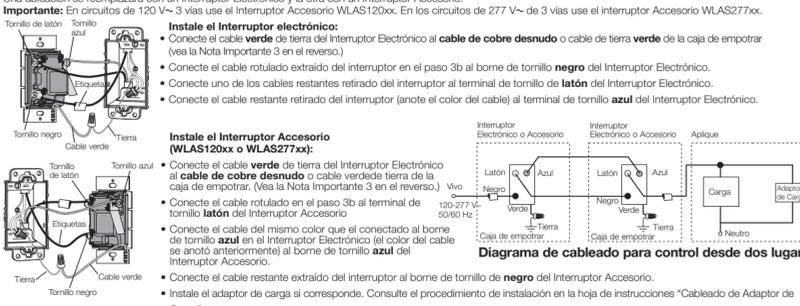 Importante: En circuitos de 120 V~ 3 vías use el Interruptor Accesorio WLAS120xx. En los circuitos de 277 V~ de 3 vías use el interruptor Accesorio WLAS277xx.
Tornillo de latón
Tornillo azul
Etiquetas
Tornillo negro
Cable verde
Tierra
Instale el Interruptor electrónico:
• Conecte el cable verde de tierra del Interruptor Electrónico al cable de cobre desnudo o cable de tierra verde de la caja de empotrar
(vea la Nota Importante 3 en el reverso.)
• Conecte el cable rotulado extraído del interruptor en el paso 3b al borne de tornillo negro del Interruptor Electrónico.
• Conecte uno de los cables restantes retirado del interruptor al terminal de tornillo de latón del Interruptor Electrónico.
• Conecte el cable restante retirado del interruptor (anote el color del cable) al terminal de tornillo azul del Interruptor Electrónico.
Tornillo de latón
Tornillo azul
Etiquetas
Tierra
Cable verde
Tornillo negro
Instale el Interruptor Accesorio
(WLAS120xx o WLAS277xx):
• Conecte el cable verde de tierra del Interruptor Electrónico
al cable de cobre desnudo o cable verdede tierra de la
caja de empotrar. (Vea la Nota Importante 3 en el reverso.)
• Conecte el cable rotulado en el paso 3b al terminal de
tornillo latón del Interruptor Accesorio
• Conecte el cable del mismo color que el conectado al borne
de tornillo azul en el Interruptor Electrónico (el color del cable
se anotó anteriormente) al borne de tornillo azul del
Interruptor Accesorio.
• Conecte el cable restante extraído del interruptor al borne de tornillo de negro del Interruptor Accesorio.
• Instale el adaptor de carga si corresponde. Consulte el procedimiento de instalación en la hoja de instrucciones "Cableado de Adaptor de
Interruptor
Electrónico o Accesorio
Interruptor
Electrónico o Accesorio
Aplique
Latón
Azul
Latón
Azul
Vivo
Negro
120-277 V~
50/60 Hz
Verde
Tierra
Caja de empotrar
Negro
Verde
Tierra
Caja de empotrar
Carga
Adaptor
de Carga
Neutro
Diagrama de cableado para control desde dos lugar